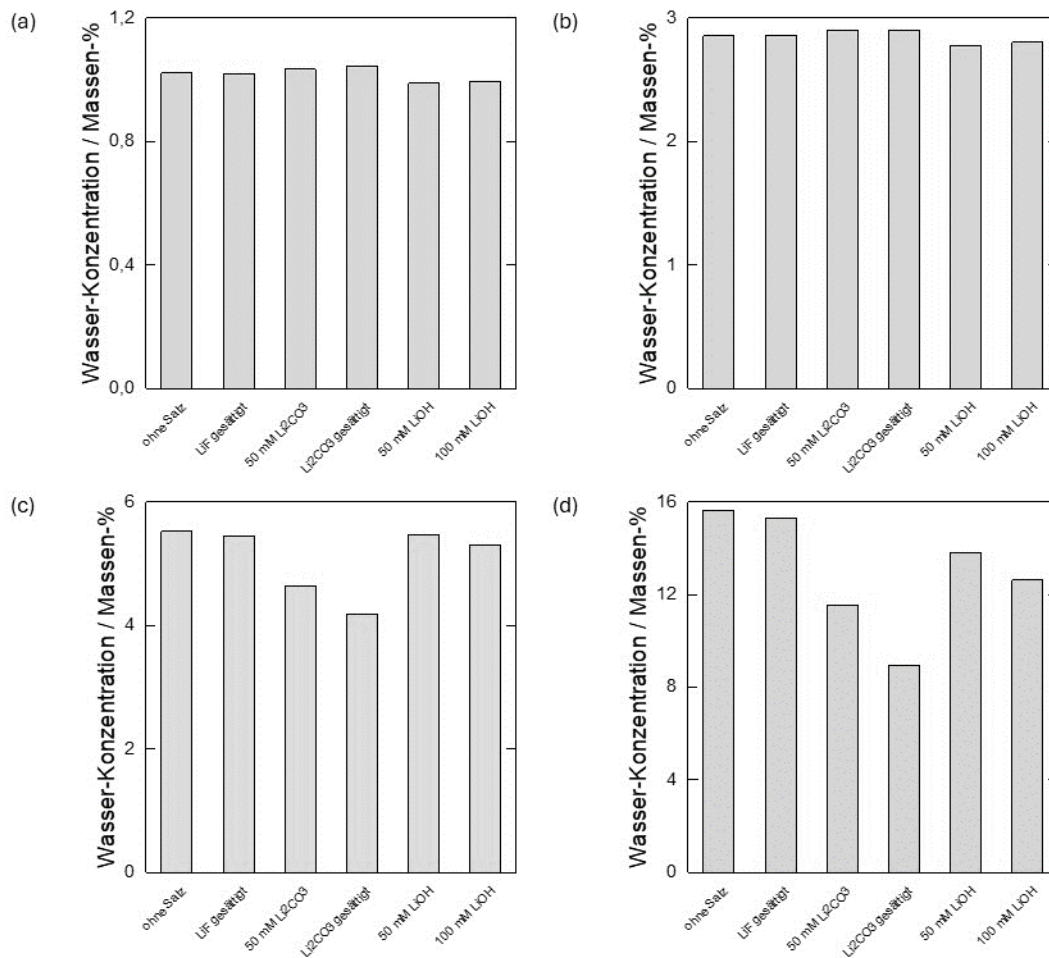 (a)
Wasser-Konzentration / Massen-%
1,2
0,8
0,4
0,0
ohne Salz
LiF gesättigt
50 mM Li2CO3
Li2CO3 gesättigt
50 mM LiOH
100 mM LiOH
(b)
Wasser-Konzentration / Massen-%
3
2
1
0
ohne Salz
LiF gesättigt
50 mM Li2CO3
Li2CO3 gesättigt
50 mM LiOH
100 mM LiOH
(c)
Wasser-Konzentration / Massen-%
6
4
2
0
ohne Salz
LiF gesättigt
50 mM Li2CO3
Li2CO3 gesättigt
50 mM LiOH
100 mM LiOH
(d)
Wasser-Konzentration / Massen-%
16
12
8
4
0
ohne Salz
LiF gesättigt
50 mM Li2CO3
Li2CO3 gesättigt
50 mM LiOH
100 mM LiOH